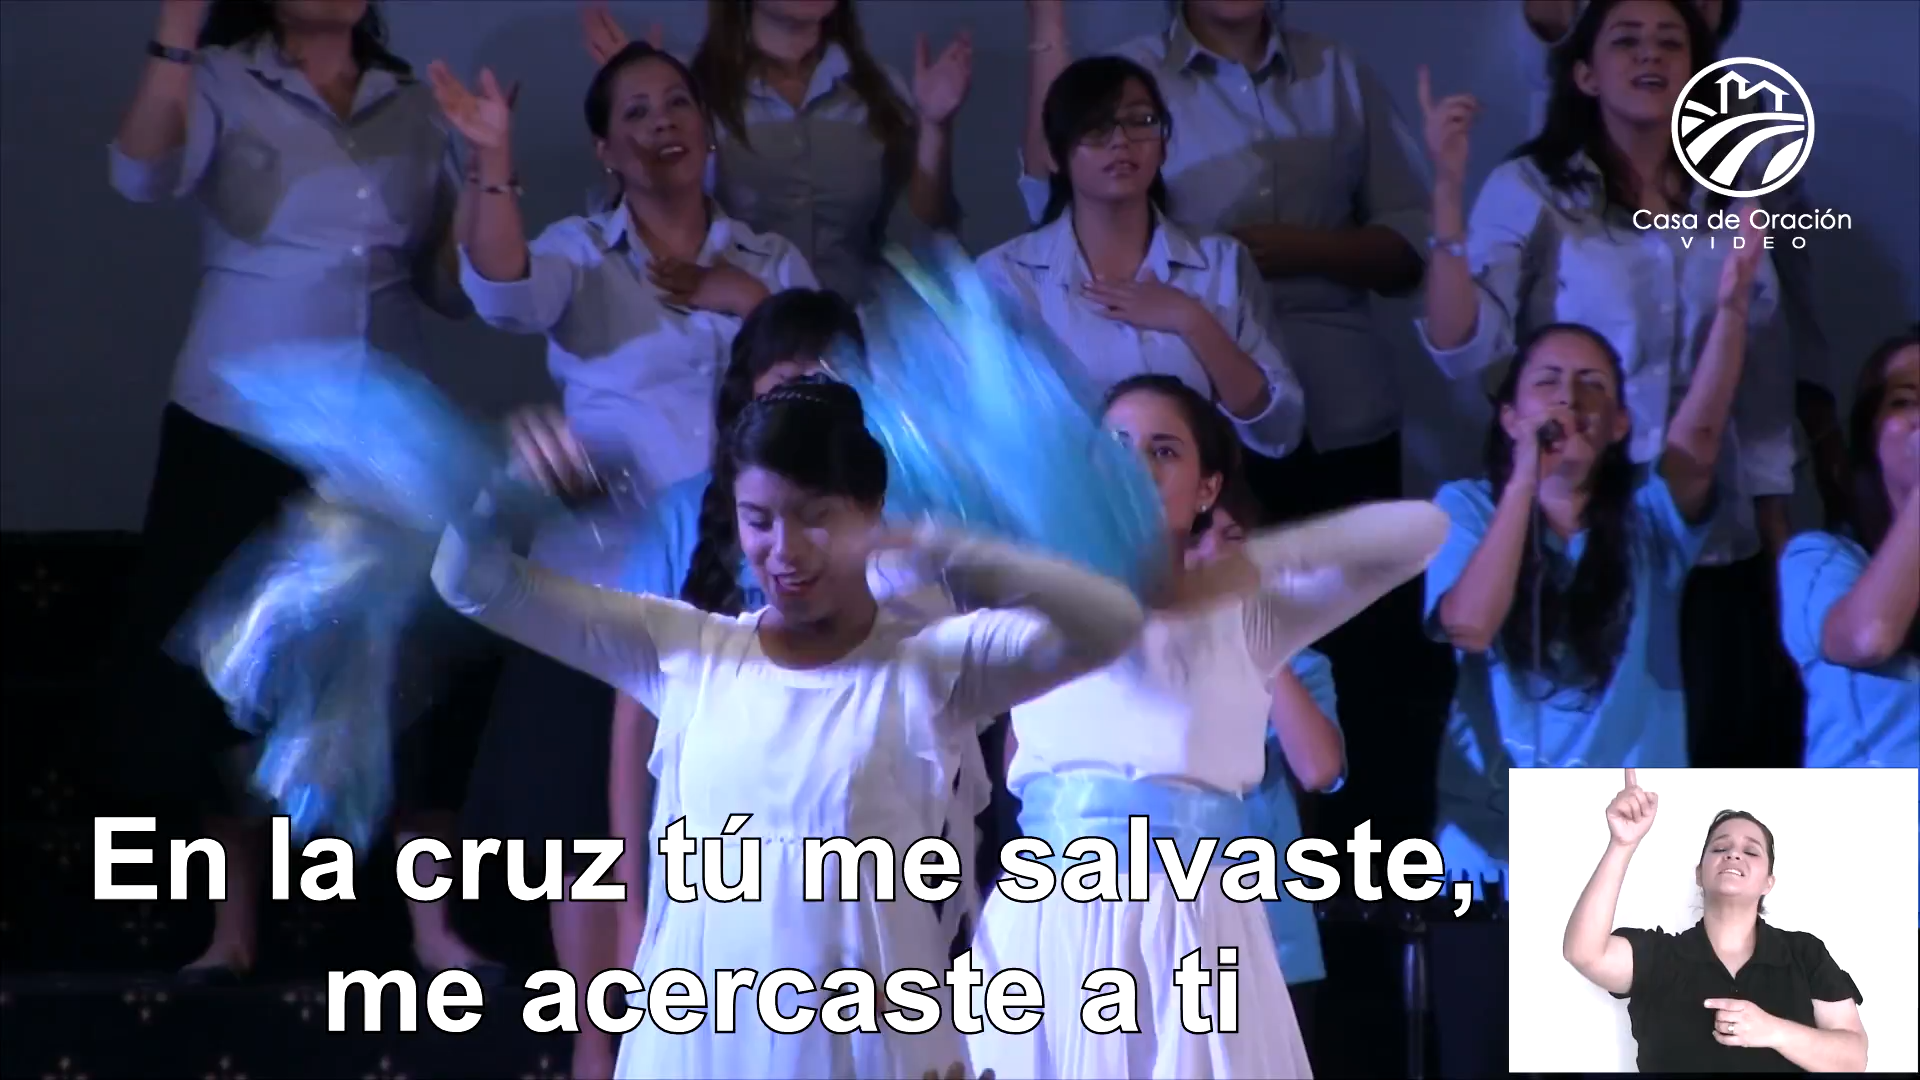 Casa de Oración
VIDEO
En la cruz tú me salvaste,
me acercaste a ti